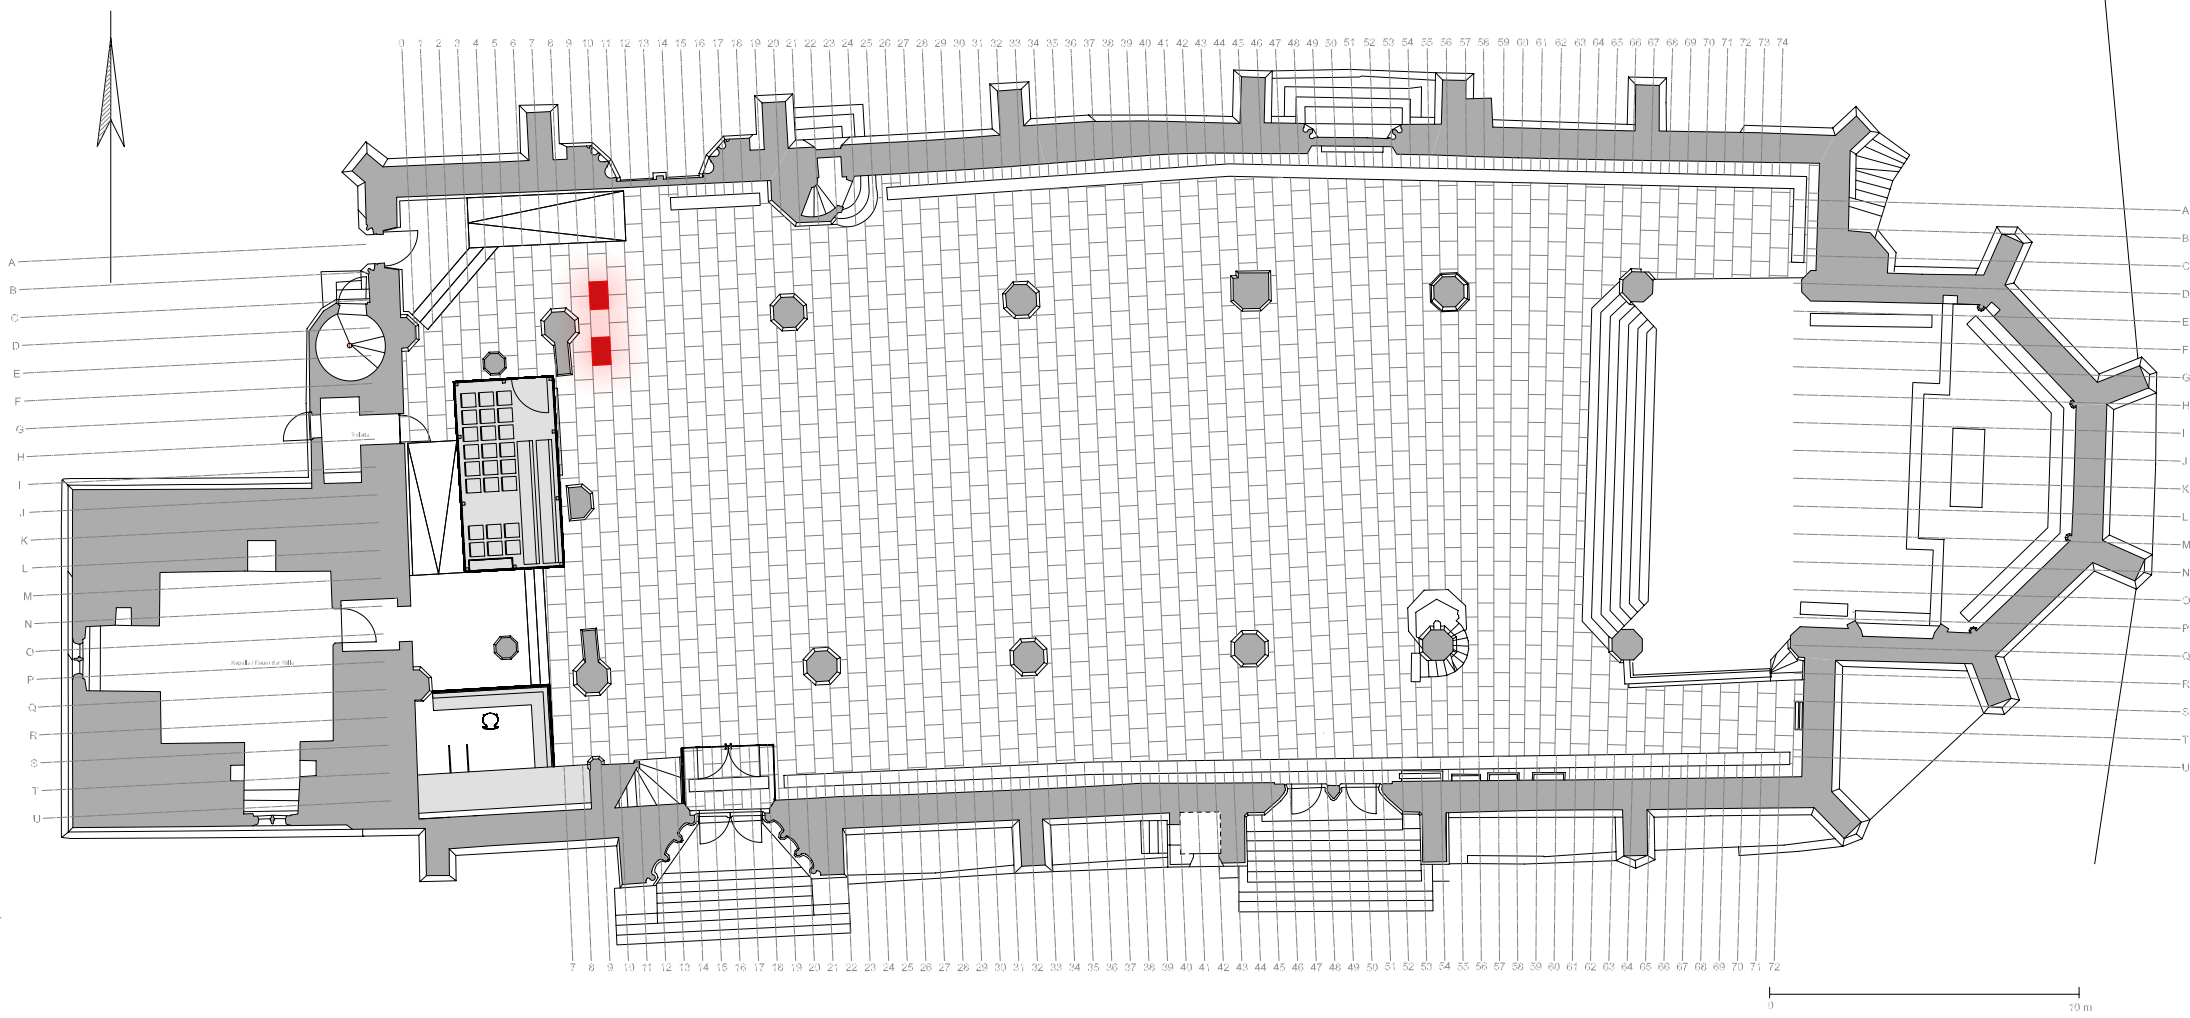 0 1 2 3 4 5 6 7 8 9 10 11 12 13 14 15 16 17 18 19 20 21 22 23 24 25 26 27 28 29 30 31 32 33 34 35 36 37 38 39 40 41 42 43 44 45 46 47 48 49 50 51 52 53 54 55 56 57 58 59 60 61 62 63 64 65 66 67 68 69 70 71 72 73 74
A
B
C
D
E
F
G
H
I
J
K
L
M
N
O
P
Q
R
S
T
U
Kapelle / Raum der Stille
A
B
C
D
E
F
G
H
I
J
K
L
M
N
O
P
Q
R
S
T
U
7 8 9 10 11 12 13 14 15 16 17 18 19 20 21 22 23 24 25 26 27 28 29 30 31 32 33 34 35 36 37 38 39 40 41 42 43 44 45 46 47 48 49 50 51 52 53 54 55 56 57 58 59 60 61 62 63 64 65 66 67 68 69 70 71 72
0 10 m